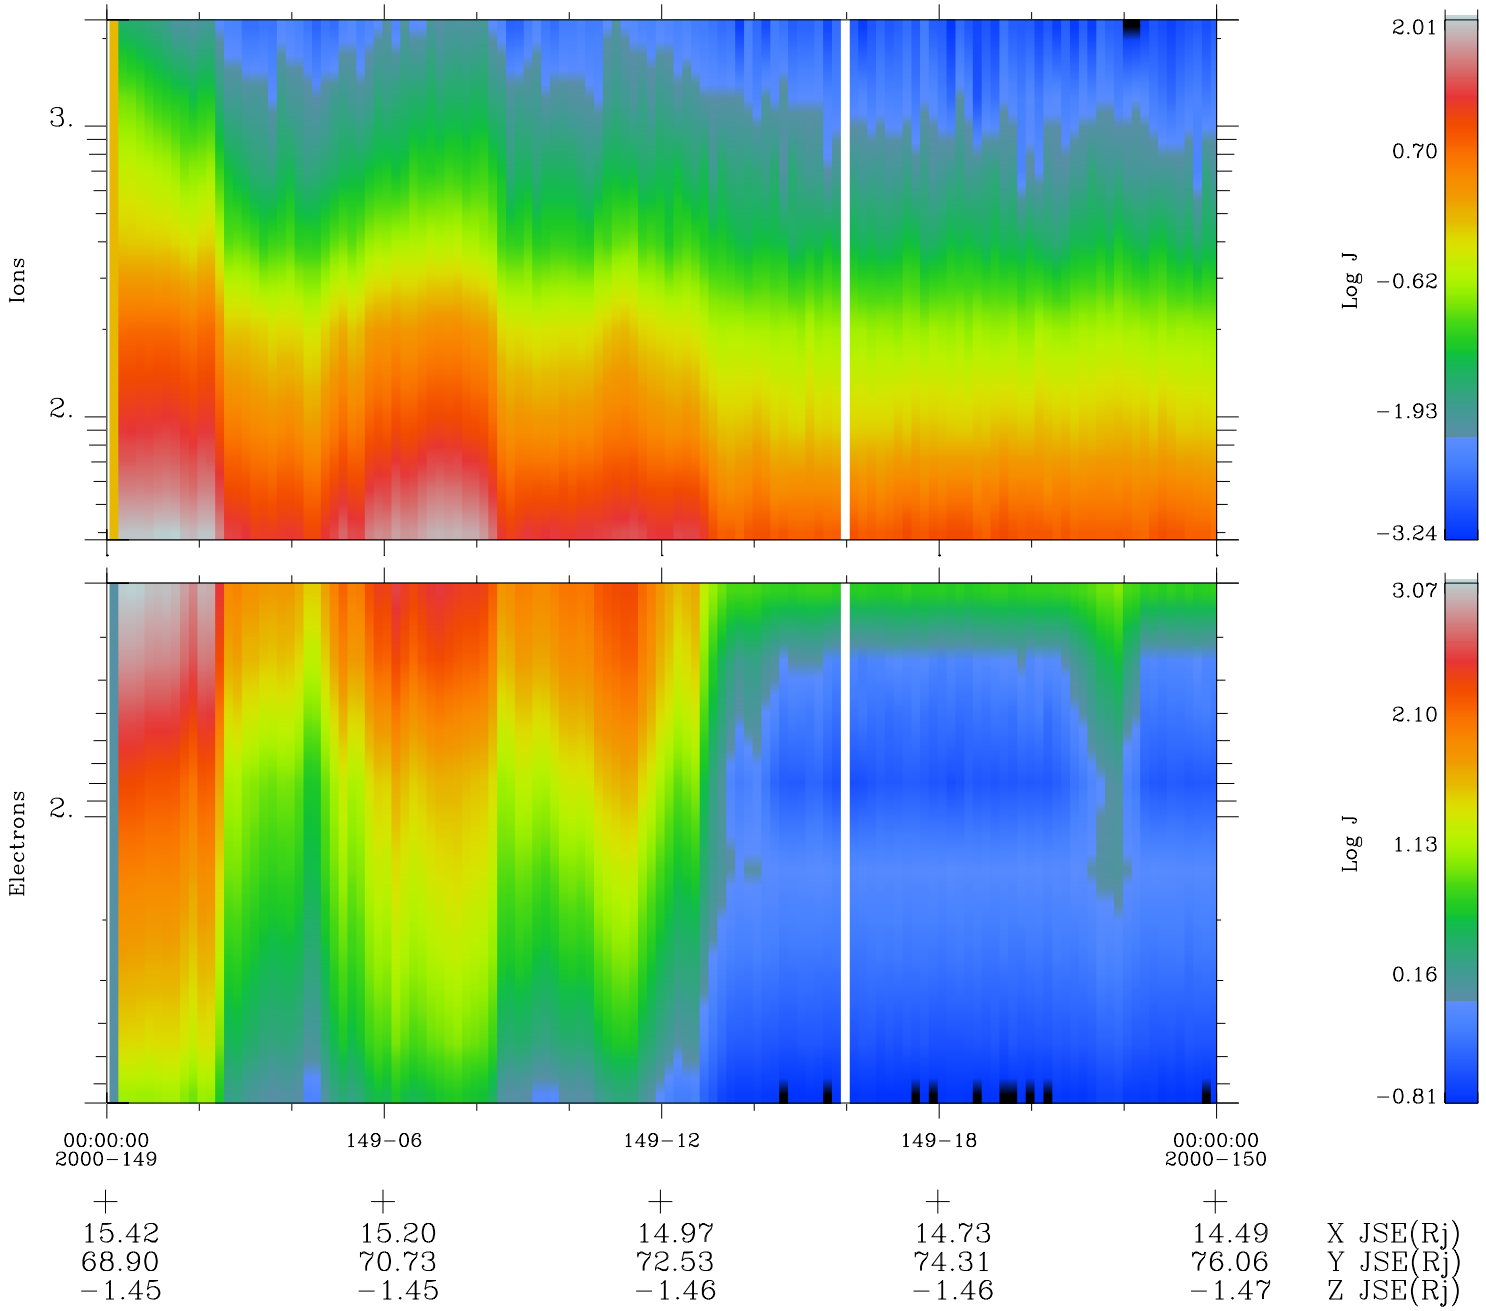 2.01
3.
0.70
Ions
Log J
−0.62
2.
−1.93
−3.24
3.07
2.10
Electrons
2.
Log J
1.13
0.16
−0.81
00:00:00 149−06 149−12 149−18 00:00:00
2000−149 2000−150
15.42 15.20 14.97 14.73 14.49 X JSE(Rj)
68.90 70.73 72.53 74.31 76.06 Y JSE(Rj)
−1.45 −1.45 −1.46 −1.46 −1.47 Z JSE(Rj)